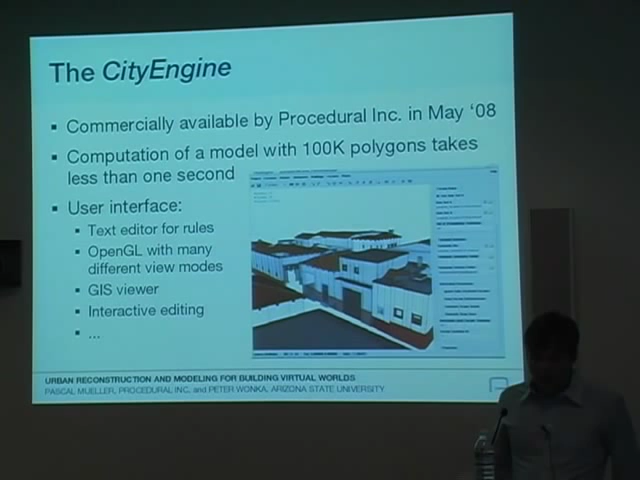 The CityEngine
▪ Commercially available by Procedural Inc. in May '08
▪ Computation of a model with 100K polygons takes
less than one second
▪ User interface:
▪ Text editor for rules
▪ OpenGL with many
different view modes
▪ GIS viewer
▪ Interactive editing
▪ ...
URBAN RECONSTRUCTION AND MODELING FOR BUILDING VIRTUAL WORLDS
PASCAL MUELLER, PROCEDURAL INC. and PETER WONKA, ARIZONA STATE UNIVERSITY